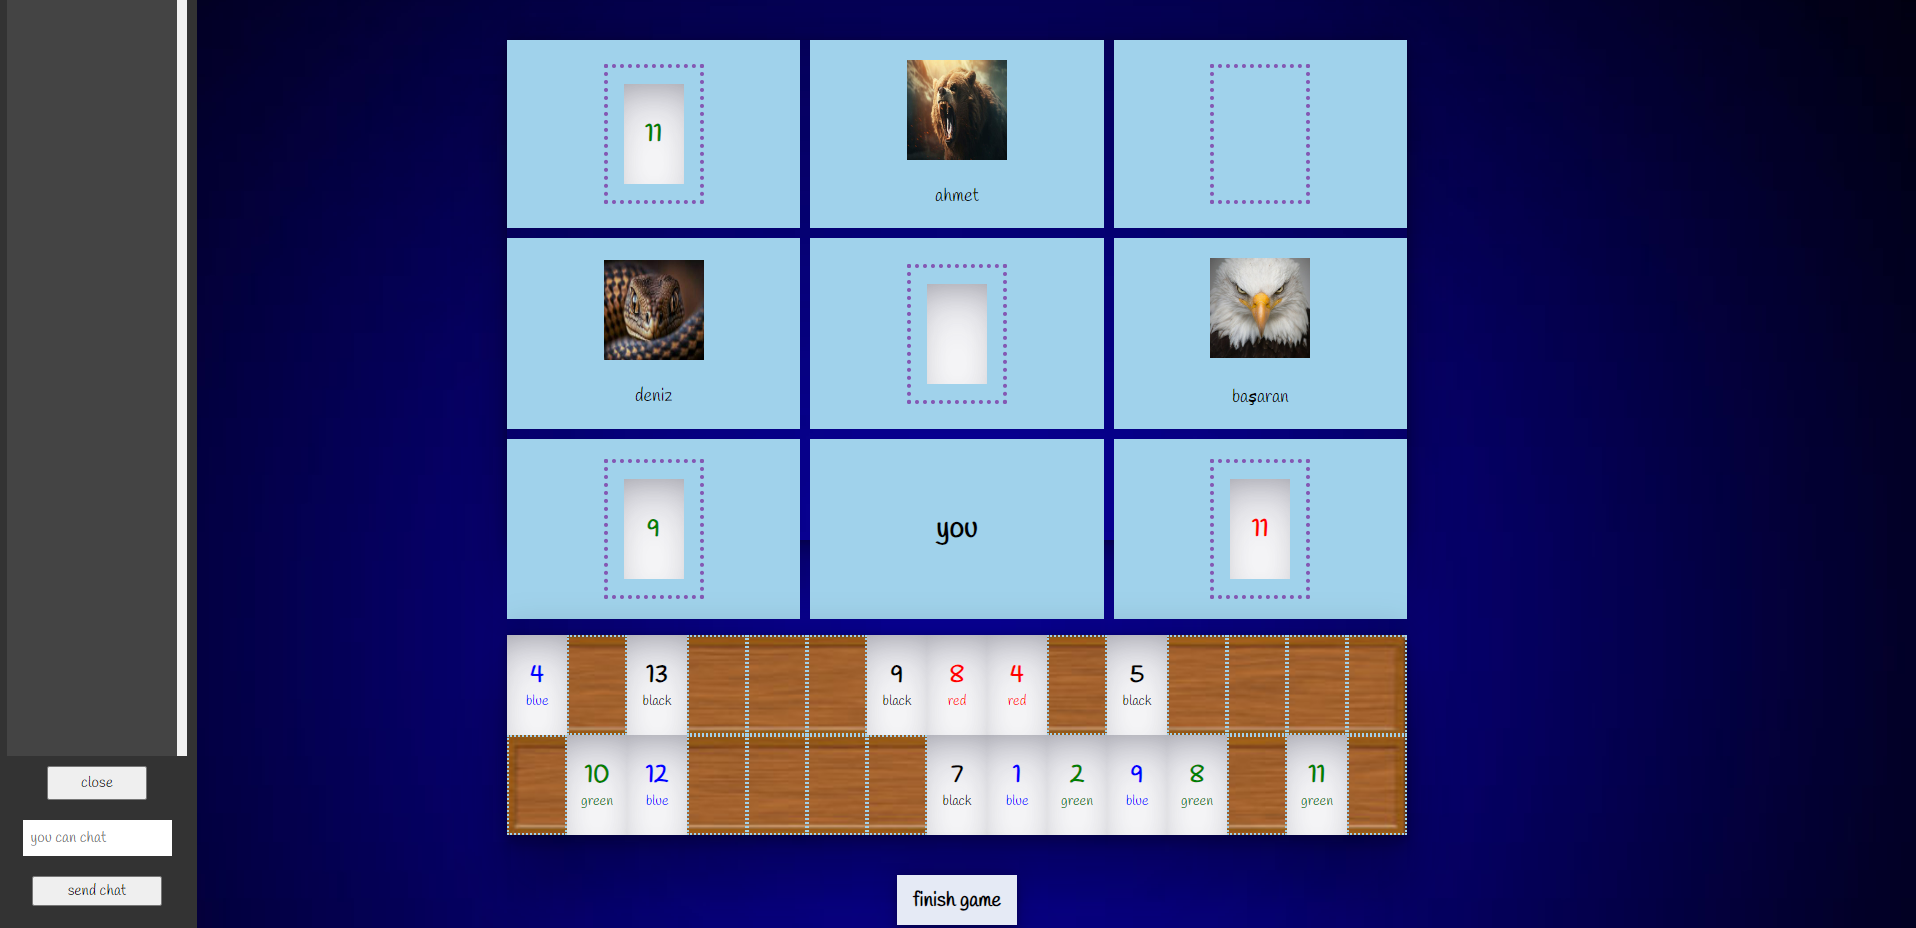 11
ahmet
deniz
başaran
9
you
11
4 13 9 8 4 5
blue black black red red black
10 12 7 1 2 9 8 11
green blue black blue green blue green green
close
you can chat
send chat
finish game